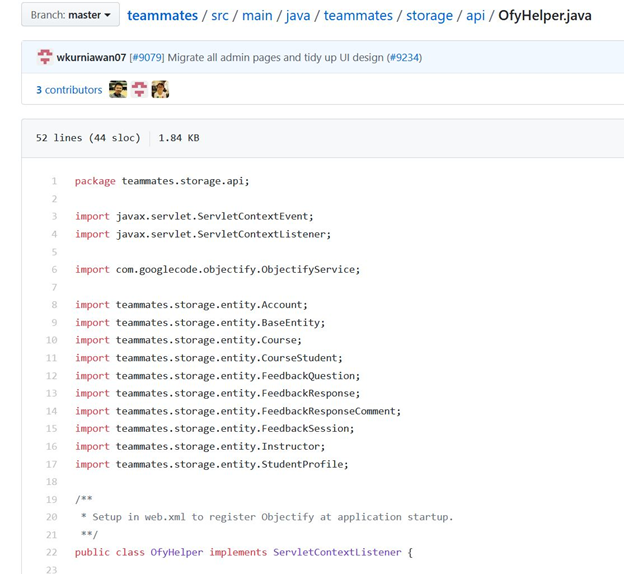 Branch: master teammates / src / main / java / teammates / storage / api / OfyHelper.java
wkurniawan07 [#9079] Migrate all admin pages and tidy up UI design (#9234)
3 contributors
52 lines (44 sloc) 1.84 KB
1 package teammates.storage.api;
2
3 import javax.servlet.ServletContextEvent;
4 import javax.servlet.ServletContextListener;
5
6 import com.googlecode.objectify.ObjectifyService;
7
8 import teammates.storage.entity.Account;
9 import teammates.storage.entity.BaseEntity;
10 import teammates.storage.entity.Course;
11 import teammates.storage.entity.CourseStudent;
12 import teammates.storage.entity.FeedbackQuestion;
13 import teammates.storage.entity.FeedbackResponse;
14 import teammates.storage.entity.FeedbackResponseComment;
15 import teammates.storage.entity.FeedbackSession;
16 import teammates.storage.entity.Instructor;
17 import teammates.storage.entity.StudentProfile;
18
19 /**
20 * Setup in web.xml to register Objectify at application startup.
21 **/
22 public class OfyHelper implements ServletContextListener {
23